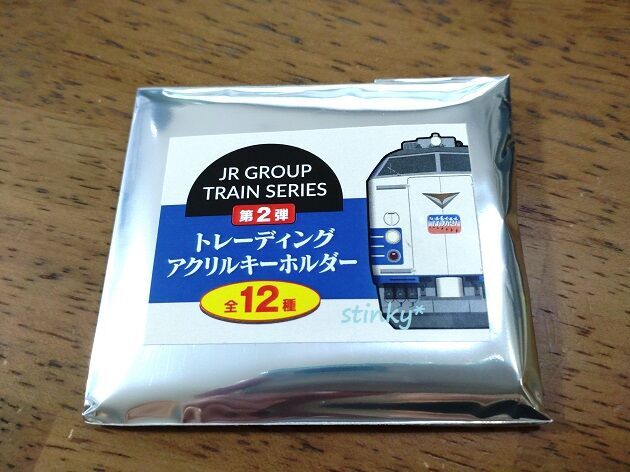 JR GROUP
TRAIN SERIES
第2弾
トレーディング
アクリルキーホルダー
全12種
stinky*